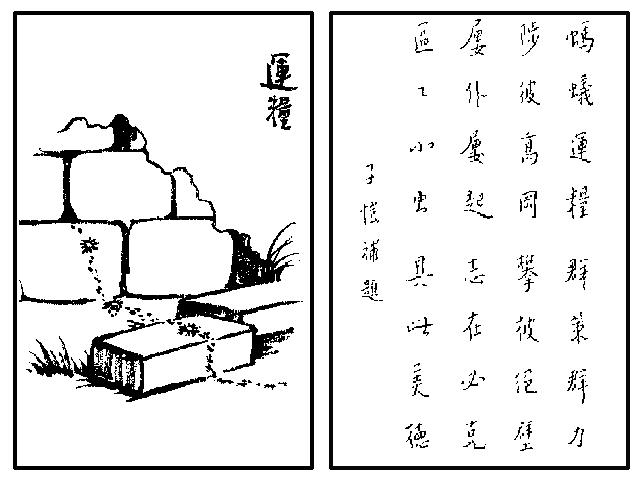 運糧
螞蟻運糧群策群力
陟彼高岡攀彼絕壁
屢仆屢起志在必克
區區小虫具此美德
子愷補題